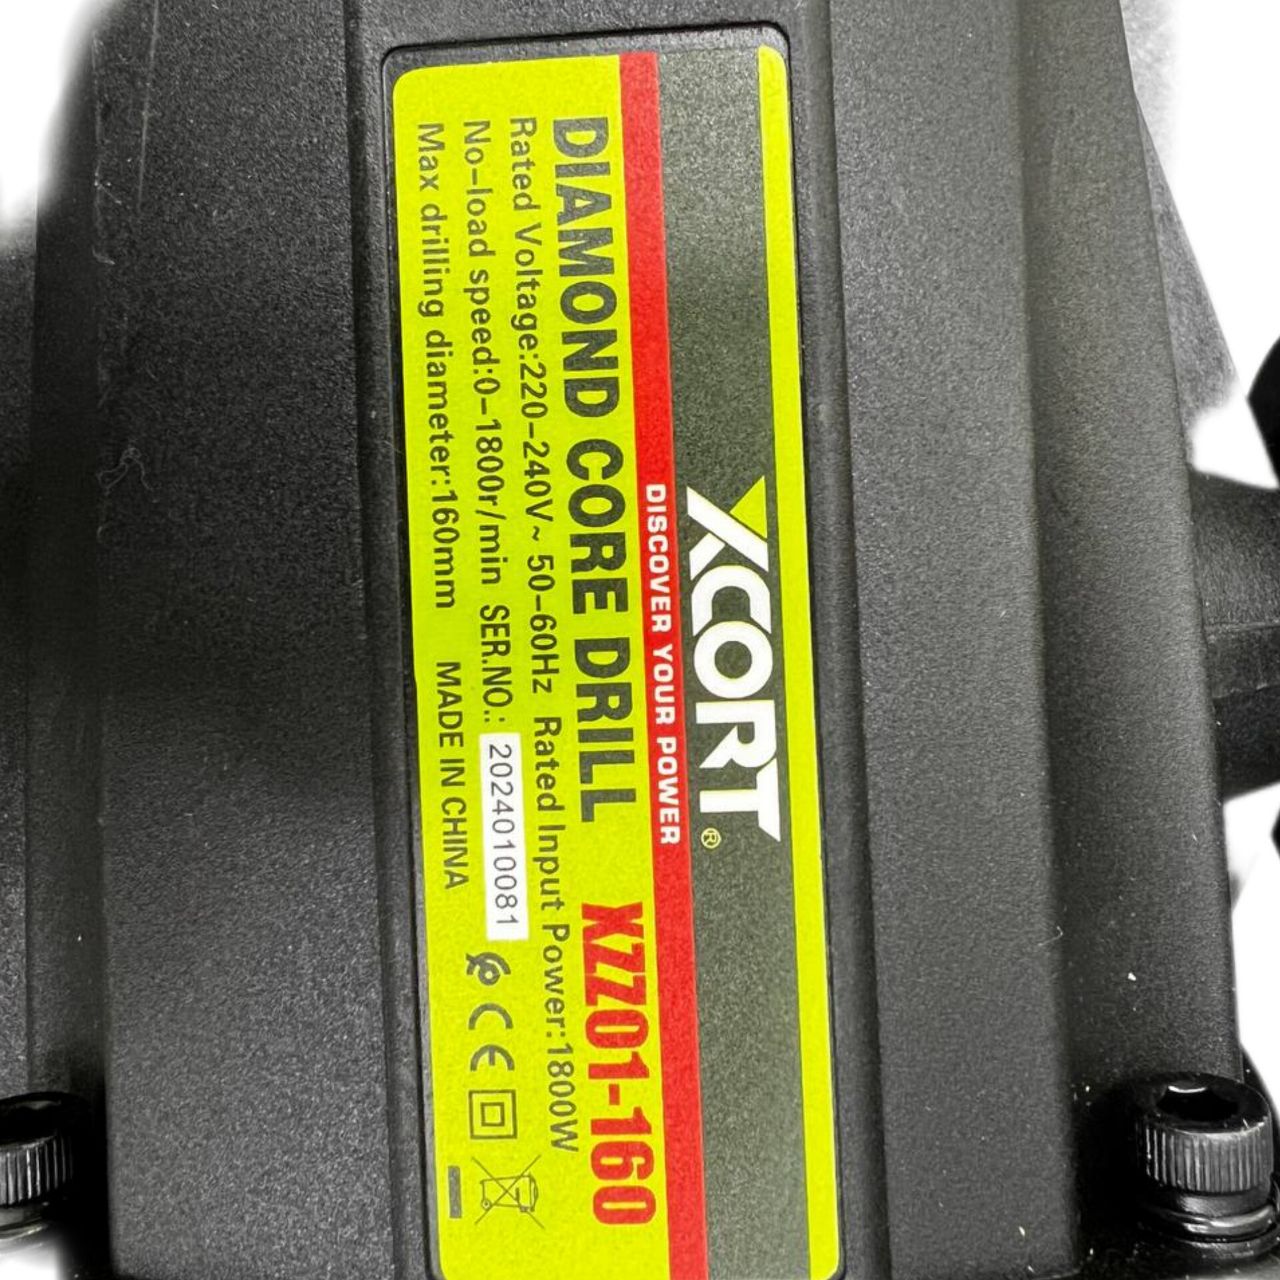 XCORT®
DISCOVER YOUR POWER
DIAMOND CORE DRILL XZZ01-160
Rated Voltage:220-240V~ 50-60Hz Rated Input Power:1800W
No-load speed:0-1800r/min SER.NO.: 2024010081
Max drilling diameter:160mm MADE IN CHINA
CE